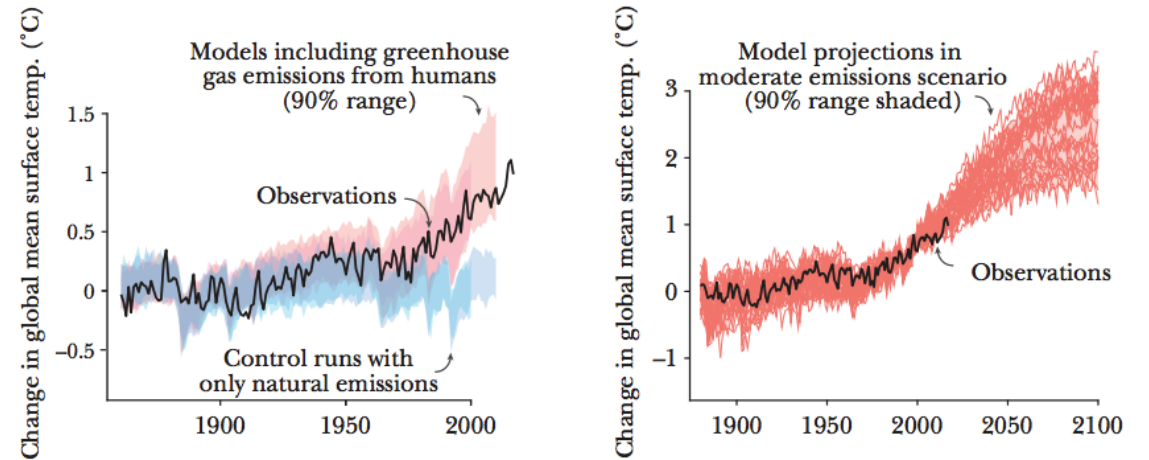 Change in global mean surface temp. (˚C)
Models including greenhouse
gas emissions from humans
(90% range)
1.5
1
Observations
0.5
0
−0.5
Control runs with
only natural emissions
1900
1950
2000
Change in global mean surface temp. (˚C)
Model projections in
moderate emissions scenario
(90% range shaded)
3
2
1
Observations
0
−1
1900
1950
2000
2050
2100